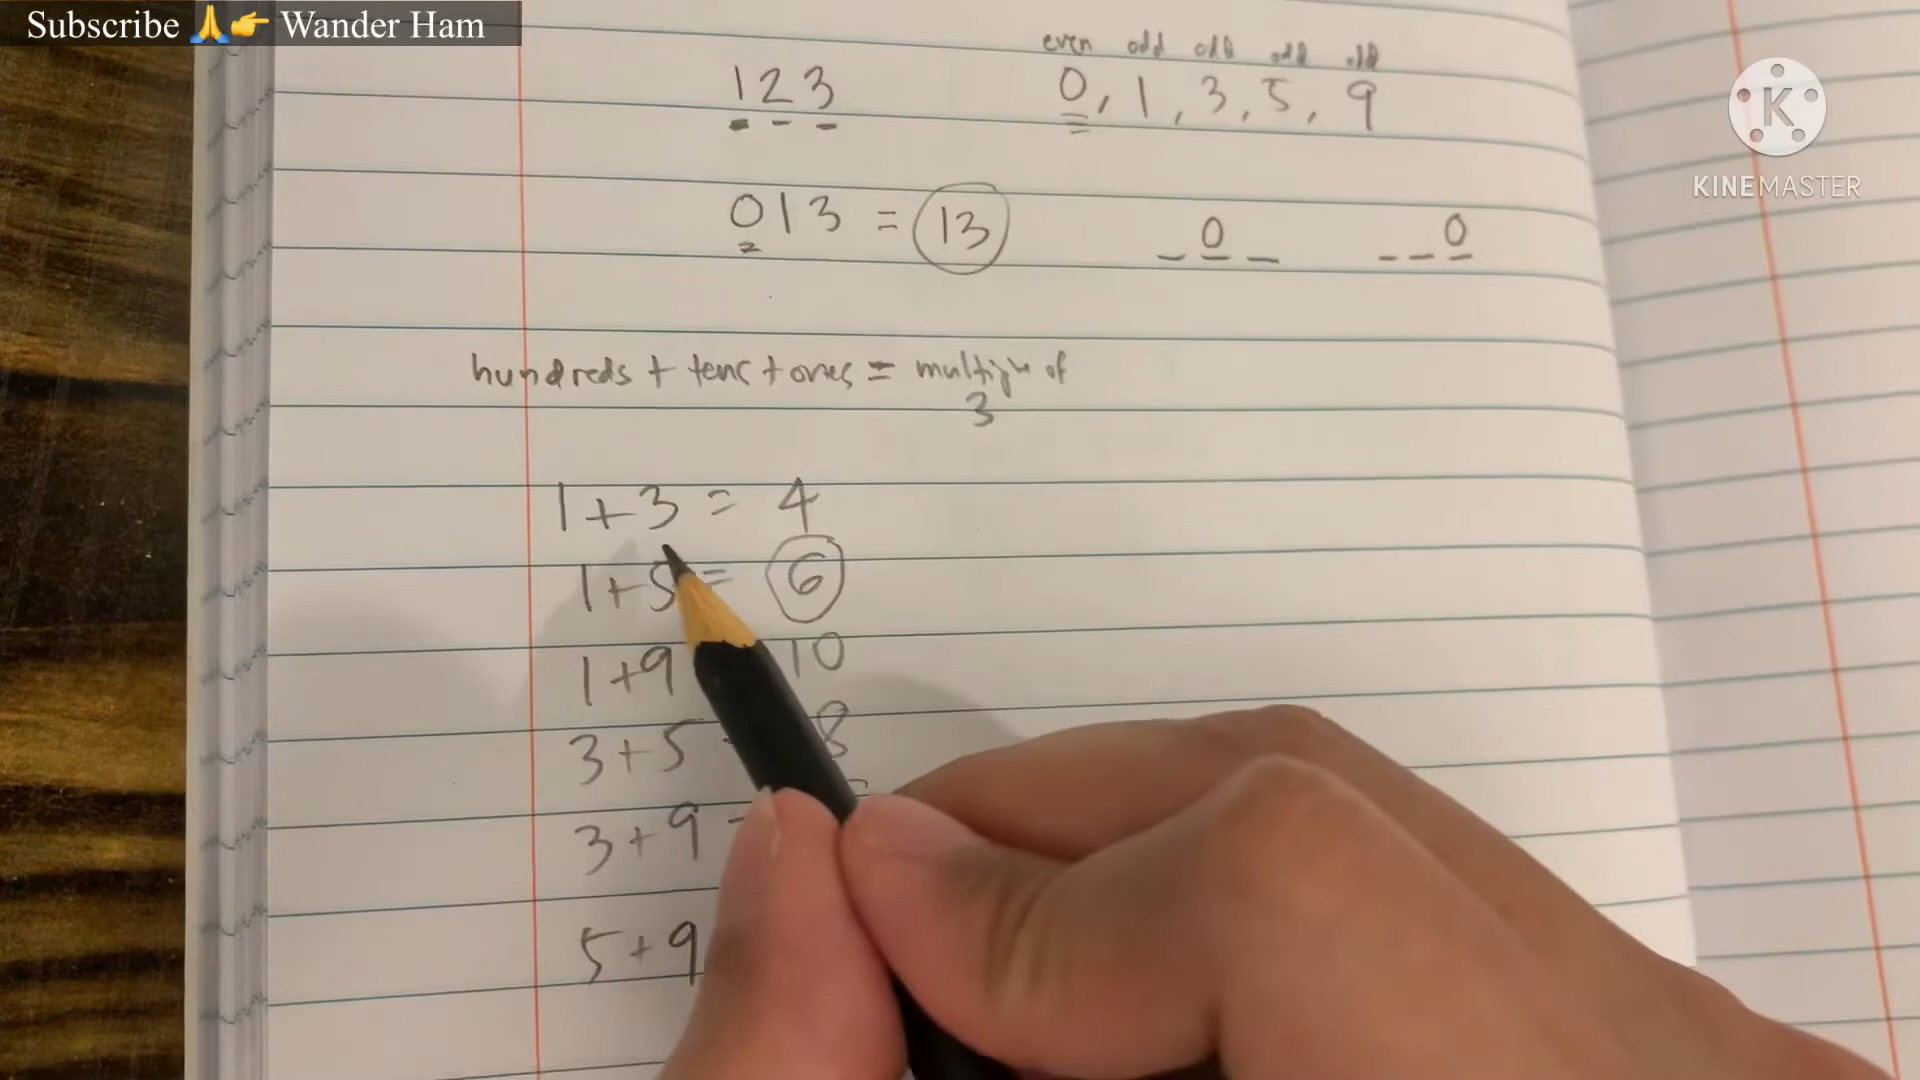 Subscribe 🙏👉 Wander Ham
even odd odd odd odd
123
0, 1, 3, 5, 9
KINEMASTER
013 = 13
_ 0 _
_ _ 0
hundreds + tens + ones = multiple of
3
1+3 = 4
1+5 = 6
1+9 10
3+5 8
3+9 =
5+9